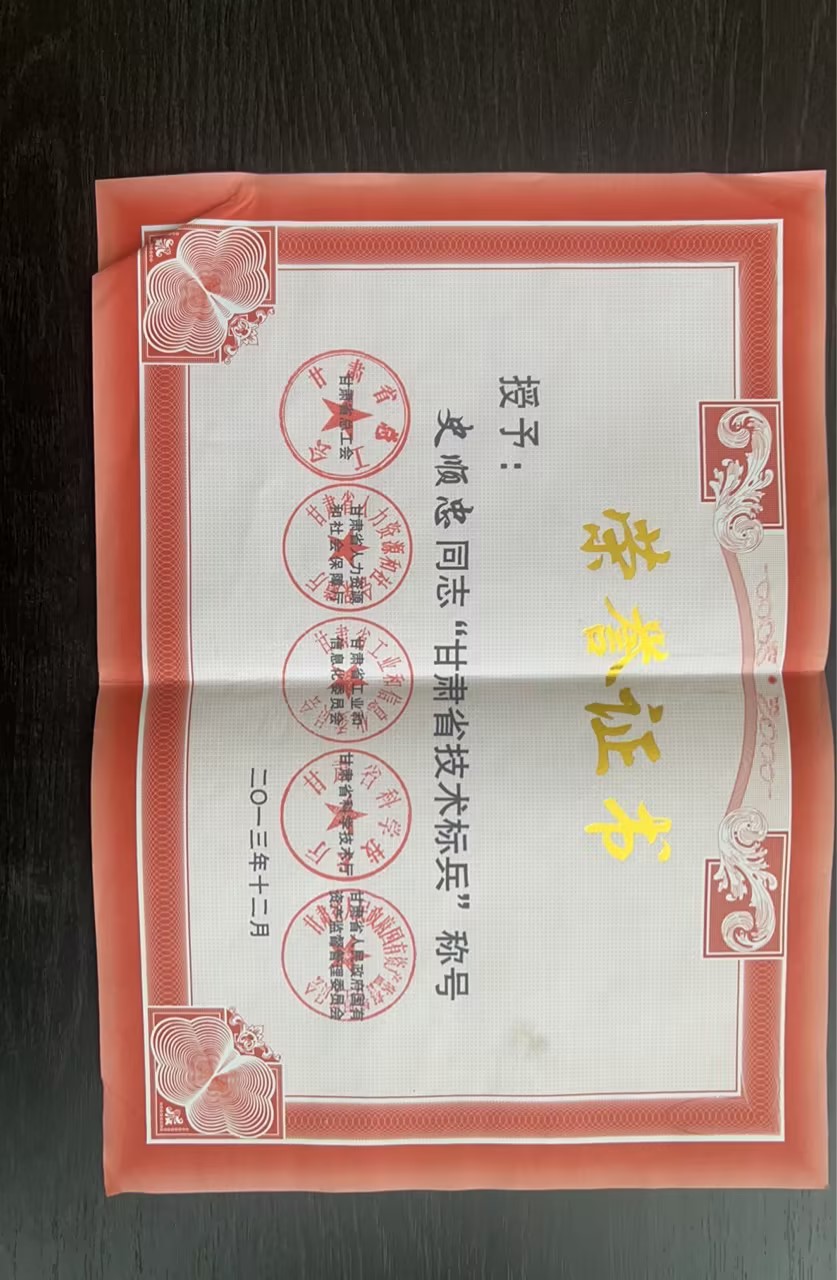 荣誉证书
授予：
史顺忠同志“甘肃省技术标兵”称号
甘肃省总工会
甘肃省人力资源
和社会保障厅
甘肃省工业和
信息化委员会
甘肃省科学技术厅
甘肃省人民政府国有
资产监督管理委员会
二〇一三年十二月